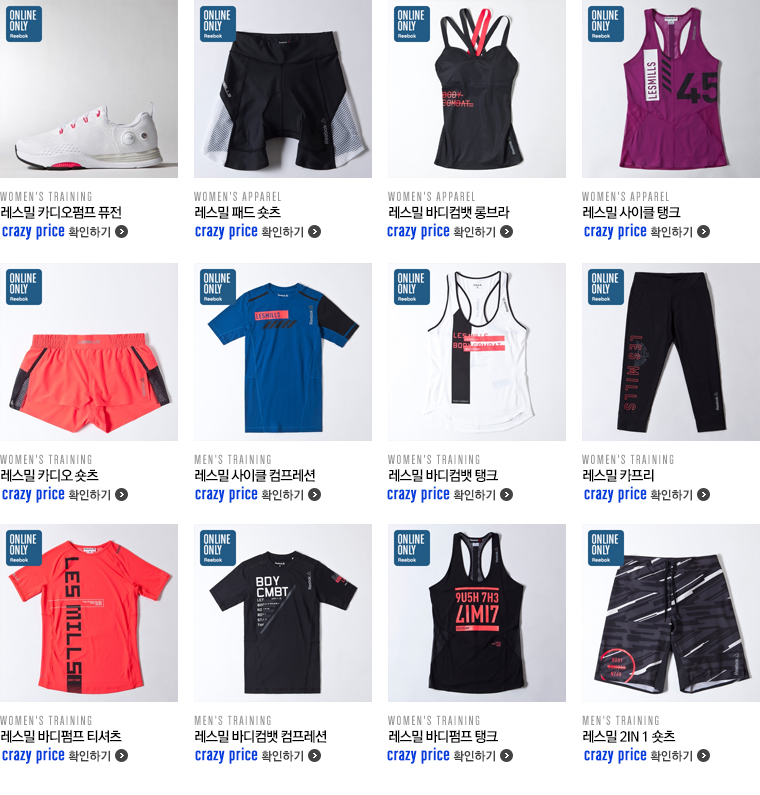 ONLINE
ONLY
Reebok
ONLINE
ONLY
Reebok
ONLINE
ONLY
Reebok
ONLINE
ONLY
Reebok
BODY
COMBAT
LESMILLS
45
WOMEN'S TRAINING
레스밀 카디오펌프 퓨전
crazy price 확인하기
WOMEN'S APPAREL
레스밀 패드 숏츠
crazy price 확인하기
WOMEN'S APPAREL
레스밀 바디컴뱃 롱브라
crazy price 확인하기
WOMEN'S APPAREL
레스밀 사이클 탱크
crazy price 확인하기
ONLINE
ONLY
Reebok
ONLINE
ONLY
Reebok
ONLINE
ONLY
Reebok
ONLINE
ONLY
Reebok
LESMILLS
LESMILLS
BODY COMBAT
LES MILLS
WOMEN'S TRAINING
레스밀 카디오 숏츠
crazy price 확인하기
MEN'S TRAINING
레스밀 사이클 컴프레션
crazy price 확인하기
WOMEN'S TRAINING
레스밀 바디컴뱃 탱크
crazy price 확인하기
WOMEN'S TRAINING
레스밀 카프리
crazy price 확인하기
ONLINE
ONLY
Reebok
ONLINE
ONLY
Reebok
ONLINE
ONLY
Reebok
ONLINE
ONLY
Reebok
LES MILLS
BDY
CMBT
WOMEN'S TRAINING
레스밀 바디펌프 티셔츠
crazy price 확인하기
MEN'S TRAINING
레스밀 바디컴뱃 컴프레션
crazy price 확인하기
WOMEN'S TRAINING
레스밀 바디펌프 탱크
crazy price 확인하기
MEN'S TRAINING
레스밀 2IN 1 숏츠
crazy price 확인하기